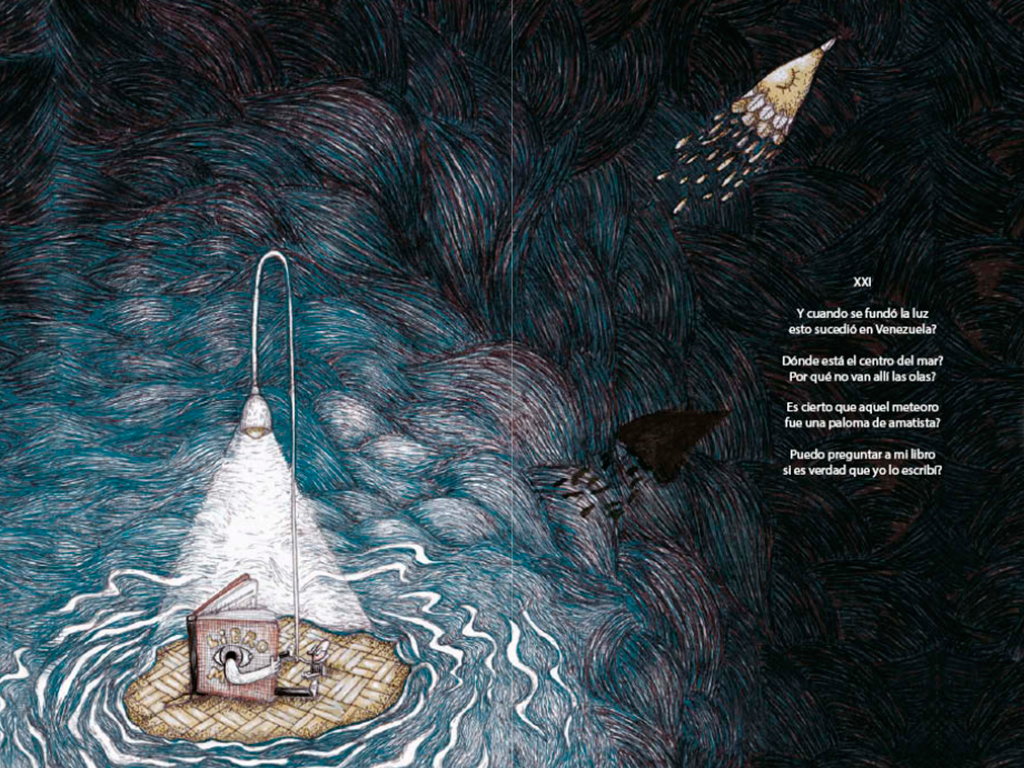 LIBRO
XXI
Y cuando se fundó la luz
esto sucedió en Venezuela?
Dónde está el centro del mar?
Por qué no van allí las olas?
Es cierto que aquel meteoro
fue una paloma de amatista?
Puedo preguntar a mi libro
si es verdad que yo lo escribí?